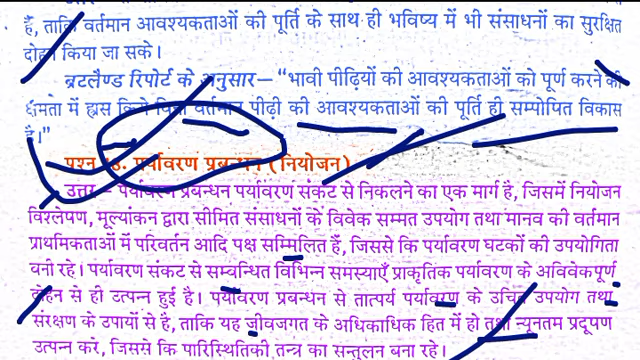 है, ताकि वर्तमान आवश्यकताओं की पूर्ति के साथ ही भविष्य में भी संसाधनों का सुरक्षित
दोहन किया जा सके।
ब्रटलैण्ड रिपोर्ट के अनुसार– “भावी पीढ़ियों की आवश्यकताओं को पूर्ण करने की
क्षमता में ह्रास किये बिना वर्तमान पीढ़ी की आवश्यकताओं की पूर्ति ही सम्पोषित विकास
है।”
प्रश्न 18. पर्यावरण प्रबन्धन (नियोजन)
उत्तर – पर्यावरण प्रबन्धन पर्यावरण संकट से निकलने का एक मार्ग है, जिसमें नियोजन
विश्लेषण, मूल्यांकन द्वारा सीमित संसाधनों के विवेक सम्मत उपयोग तथा मानव की वर्तमान
प्राथमिकताओं में परिवर्तन आदि पक्ष सम्मिलित हैं, जिससे कि पर्यावरण घटकों की उपयोगिता
बनी रहे। पर्यावरण संकट से सम्बन्धित विभिन्न समस्याएँ प्राकृतिक पर्यावरण के अविवेकपूर्ण
दोहन से ही उत्पन्न हुई है। पर्यावरण प्रबन्धन से तात्पर्य पर्यावरण के उचित उपयोग तथा
संरक्षण के उपायों से है, ताकि यह जीवजगत के अधिकाधिक हित में हो तथा न्यूनतम प्रदूषण
उत्पन्न करे, जिससे कि पारिस्थितिकी तन्त्र का सन्तुलन बना रहे।